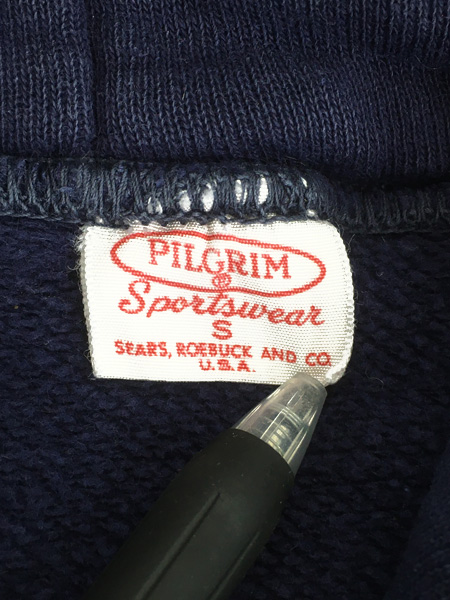 PILGRIM
®
Sportswear
S
SEARS, ROEBUCK AND CO.
U.S.A.